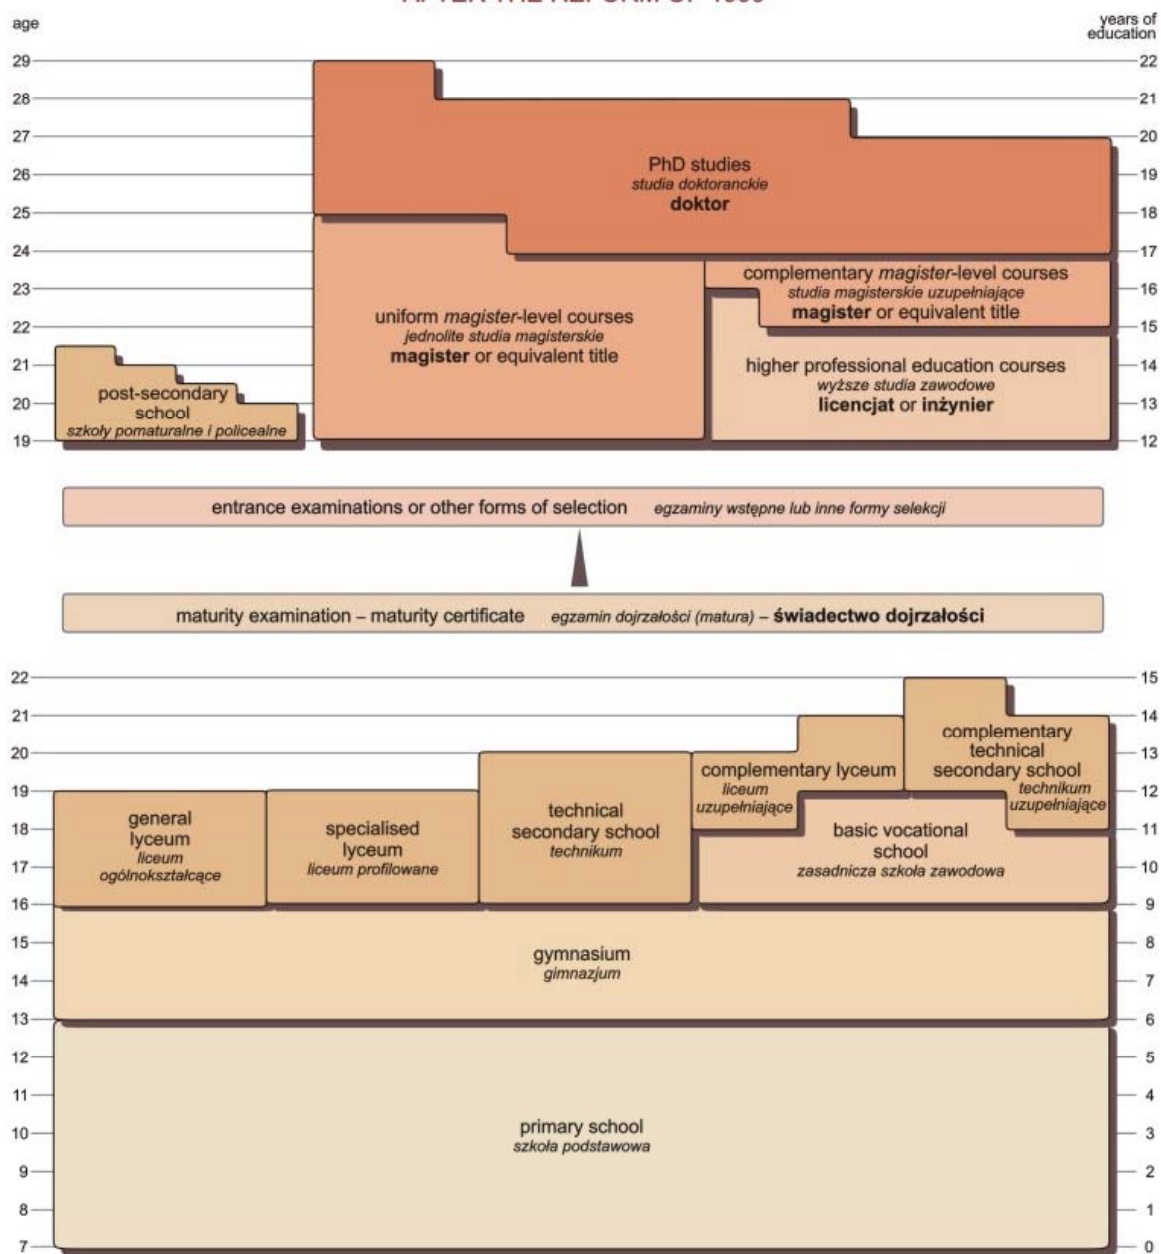 age
years of
education
29
22
28
21
27
20
PhD studies
26
19
studia doktoranckie
doktor
25
18
24
17
complementary magister-level courses
23
16
studia magisterskie uzupełniające
uniform magister-level courses
magister or equivalent title
22
15
jednolite studia magisterskie
magister or equivalent title
21
14
higher professional education courses
post-secondary
wyższe studia zawodowe
school
20
13
licencjat or inżynier
szkoły pomaturalne i policealne
19
12
entrance examinations or other forms of selection egzaminy wstępne lub inne formy selekcji
maturity examination – maturity certificate egzamin dojrzałości (matura) – świadectwo dojrzałości
22
15
21
14
complementary
technical
secondary school
technikum
uzupełniające
20
13
complementary lyceum
liceum
uzupełniające
19
12
general
lyceum
liceum
ogólnokształcące
specialised
lyceum
liceum profilowane
technical
secondary school
technikum
18
11
basic vocational
school
zasadnicza szkoła zawodowa
17
10
16
9
15
8
gymnasium
gimnazjum
14
7
13
6
12
5
11
4
primary school
szkoła podstawowa
10
3
9
2
8
1
7
0